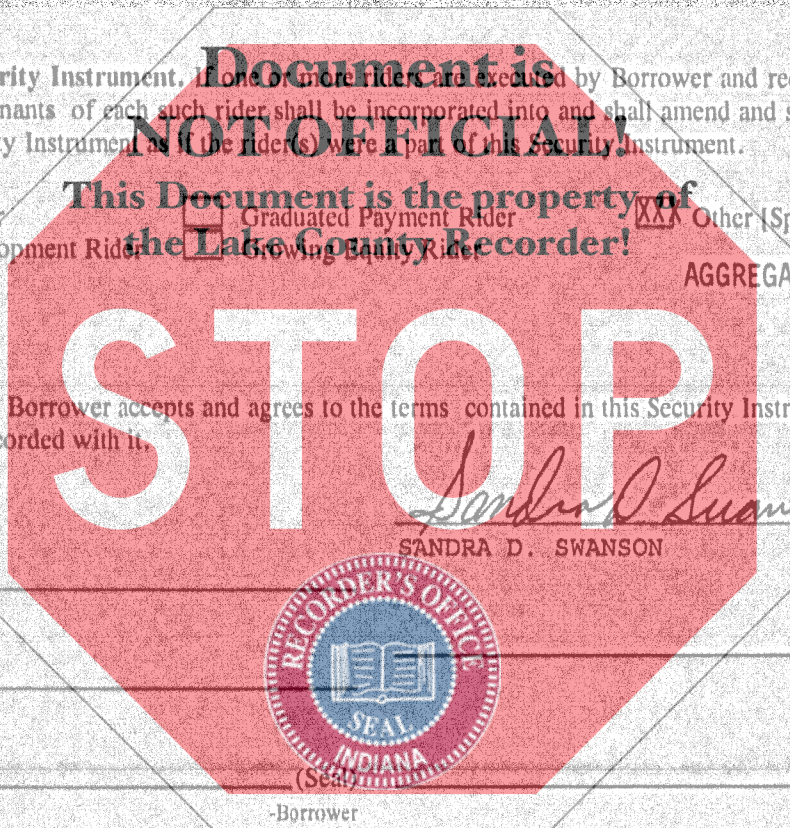 Document is
rity Instrument. If one or more riders are executed by Borrower and re
nants of each such rider shall be incorporated into and shall amend and s
NOT OFFICIAL!
y Instrument as if the rider(s) were a part of this Security Instrument.
This Document is the property of
Graduated Payment Rider XXX Other [Sp
the Lake County Recorder!
opment Rider Growing Equity Rider
AGGREGA
STOP
Borrower accepts and agrees to the terms contained in this Security Instr
corded with it.
Sandra D. Swan
SANDRA D. SWANSON
RECORDER'S OFFICE
SEAL
INDIANA
(Seal)
-Borrower